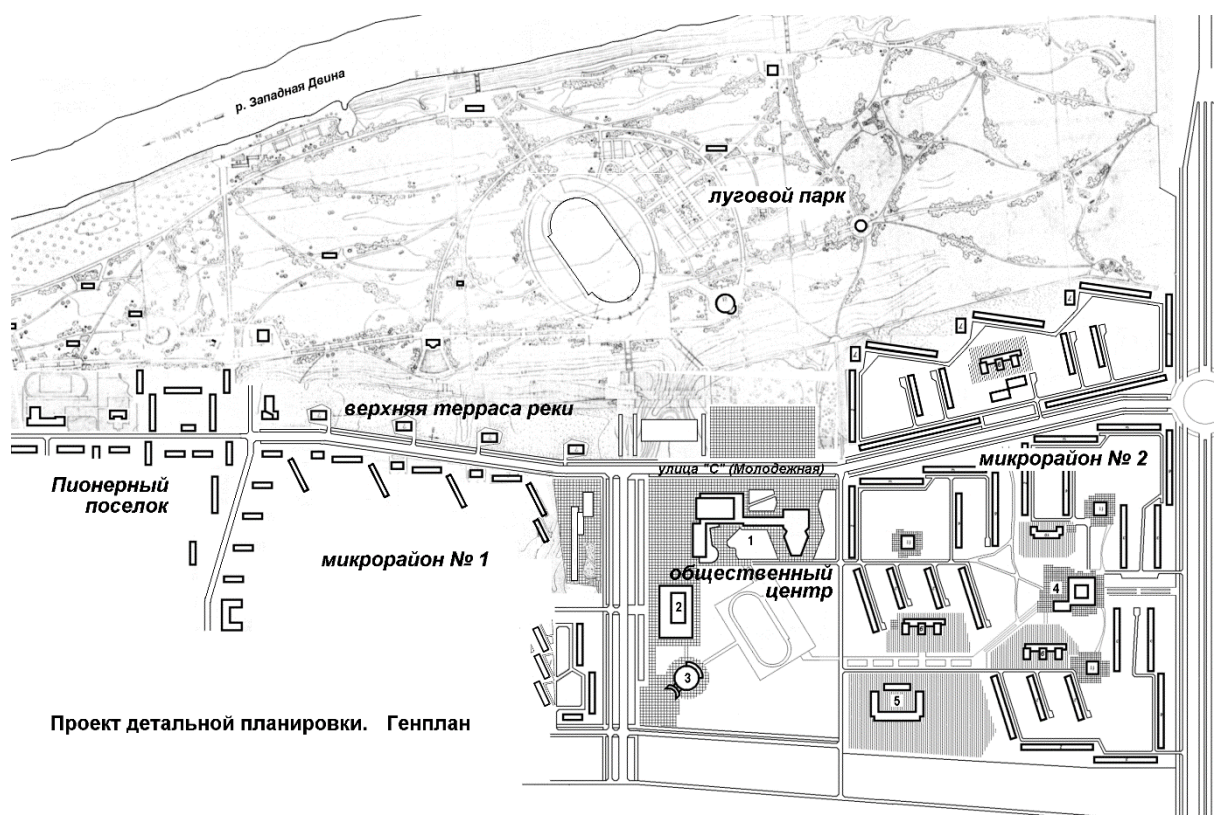 р. Западная Двина
луговой парк
верхняя терраса реки
улица "С" (Молодежная)
микрорайон № 2
Пионерный
поселок
1
микрорайон № 1
общественный
центр
4
2
3
5
Проект детальной планировки. Генплан